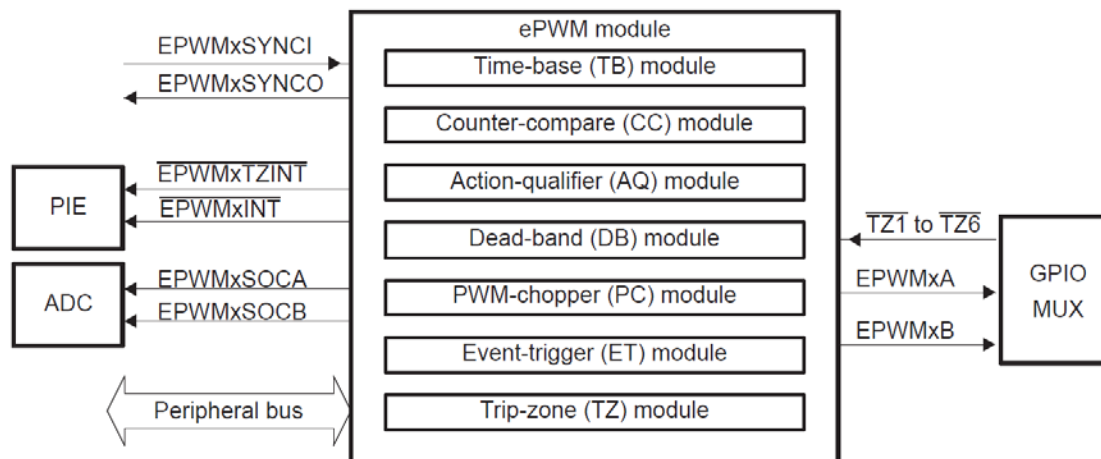 ePWM module
EPWMxSYNCI
EPWMxSYNCO
Time-base (TB) module
Counter-compare (CC) module
Action-qualifier (AQ) module
Dead-band (DB) module
PWM-chopper (PC) module
Event-trigger (ET) module
Trip-zone (TZ) module
PIE
EPWMxTZINT
EPWMxINT
ADC
EPWMxSOCA
EPWMxSOCB
Peripheral bus
TZ1 to TZ6
EPWMxA
EPWMxB
GPIO
MUX